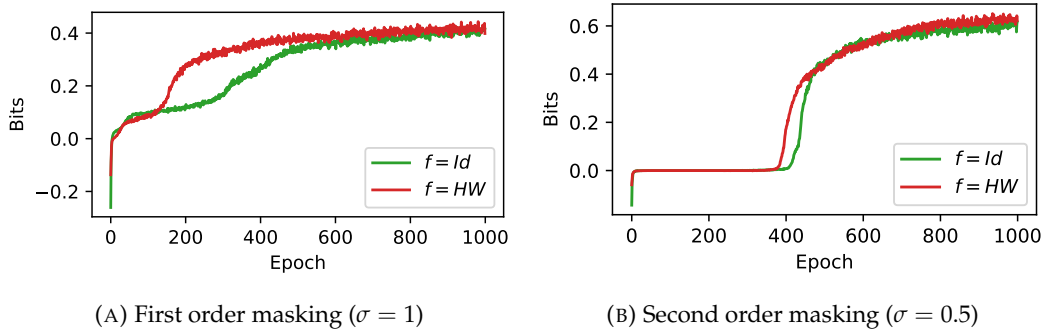 0.4
0.2
0.0
−0.2
Bits
0
200
400
600
800
1000
Epoch
f = Id
f = HW
(A) First order masking (σ = 1)
0.6
0.4
0.2
0.0
Bits
0
200
400
600
800
1000
Epoch
f = Id
f = HW
(B) Second order masking (σ = 0.5)